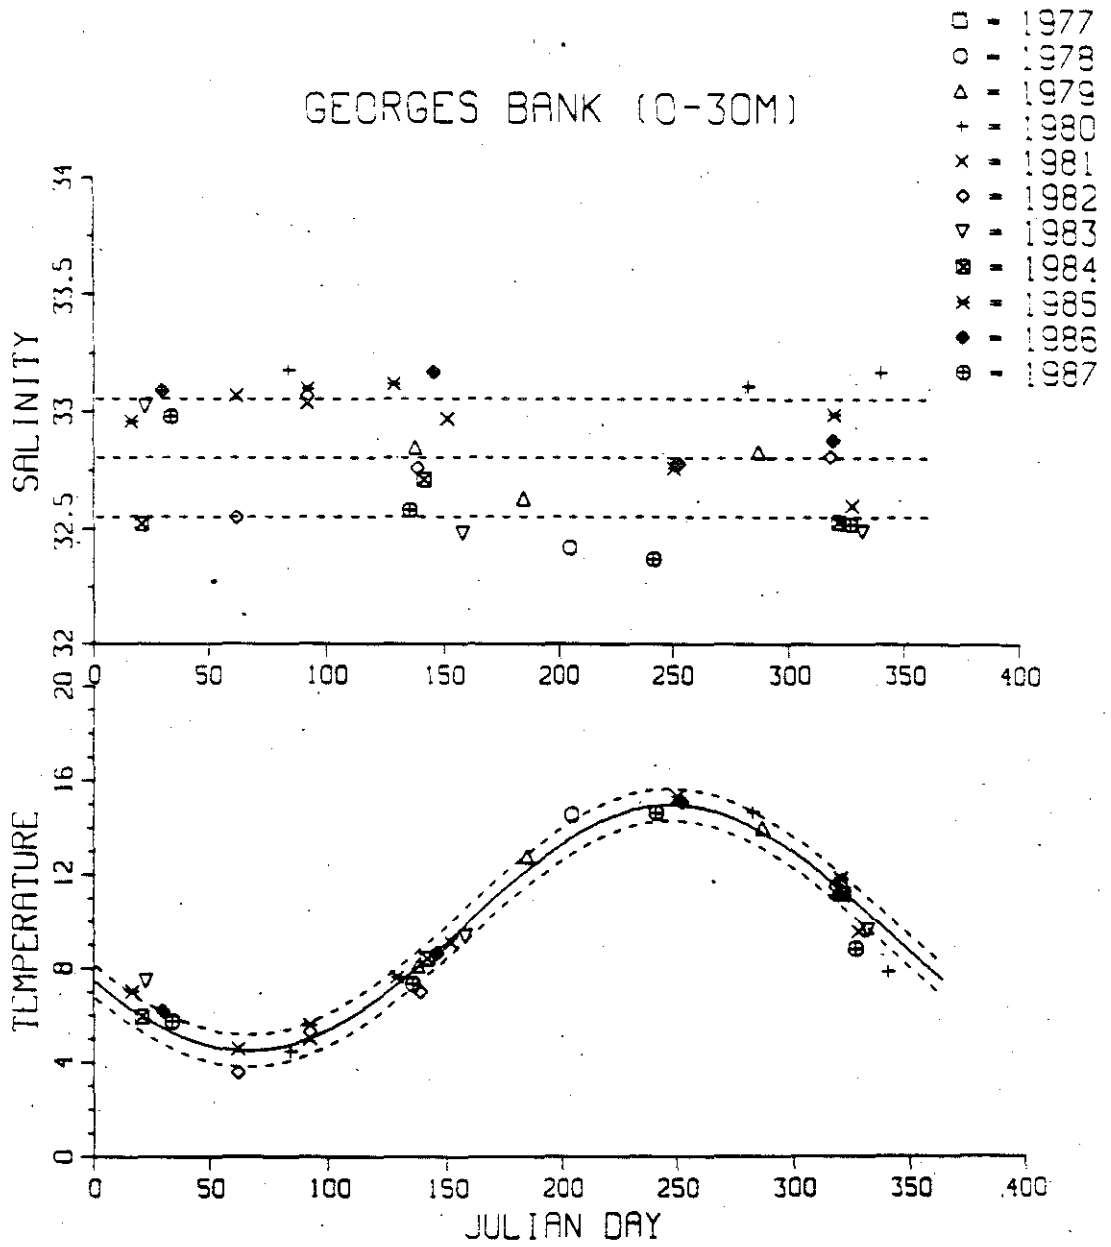 □ = 1977
○ = 1978
△ = 1979
+ = 1980
× = 1981
◇ = 1982
▽ = 1983
⊠ = 1984
✶ = 1985
◆ = 1986
⊕ = 1987
GEORGES BANK (0-30M)
SALINITY
34
33.5
33
32.5
32
0 50 100 150 200 250 300 350 400
TEMPERATURE
20
16
12
8
4
0
0 50 100 150 200 250 300 350 400
JULIAN DAY